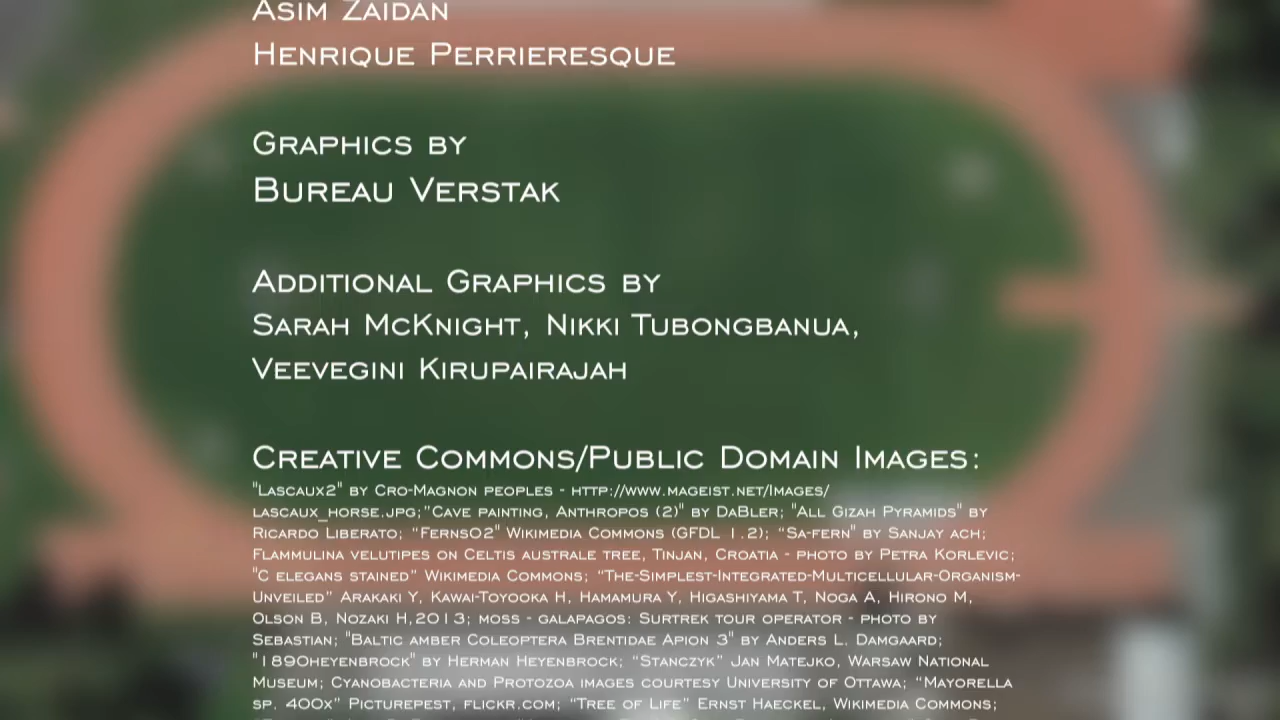 ASIM ZAIDAN
HENRIQUE PERRIERESQUE
GRAPHICS BY
BUREAU VERSTAK
ADDITIONAL GRAPHICS BY
SARAH MCKNIGHT, NIKKI TUBONGBANUA,
VEEVEGINI KIRUPAIRAJAH
CREATIVE COMMONS/PUBLIC DOMAIN IMAGES:
"LASCAUX2" BY CRO-MAGNON PEOPLES - HTTP://WWW.MAGEIST.NET/IMAGES/
LASCAUX_HORSE.JPG;"CAVE PAINTING, ANTHROPOS (2)" BY DABLER; "ALL GIZAH PYRAMIDS" BY
RICARDO LIBERATO; "FERNS02" WIKIMEDIA COMMONS (GFDL 1.2); "SA-FERN" BY SANJAY ACH;
FLAMMULINA VELUTIPES ON CELTIS AUSTRALE TREE, TINJAN, CROATIA - PHOTO BY PETRA KORLEVIC;
"C ELEGANS STAINED" WIKIMEDIA COMMONS; "THE-SIMPLEST-INTEGRATED-MULTICELLULAR-ORGANISM-
UNVEILED" ARAKAKI Y, KAWAI-TOYOOKA H, HAMAMURA Y, HIGASHIYAMA T, NOGA A, HIRONO M,
OLSON B, NOZAKI H,2013; MOSS - GALAPAGOS: SURTREK TOUR OPERATOR - PHOTO BY
SEBASTIAN; "BALTIC AMBER COLEOPTERA BRENTIDAE APION 3" BY ANDERS L. DAMGAARD;
"1890HEYENBROCK" BY HERMAN HEYENBROCK; "STANCZYK" JAN MATEJKO, WARSAW NATIONAL
MUSEUM; CYANOBACTERIA AND PROTOZOA IMAGES COURTESY UNIVERSITY OF OTTAWA; "MAYORELLA
SP. 400X" PICTUREPEST, FLICKR.COM; "TREE OF LIFE" ERNST HAECKEL, WIKIMEDIA COMMONS;